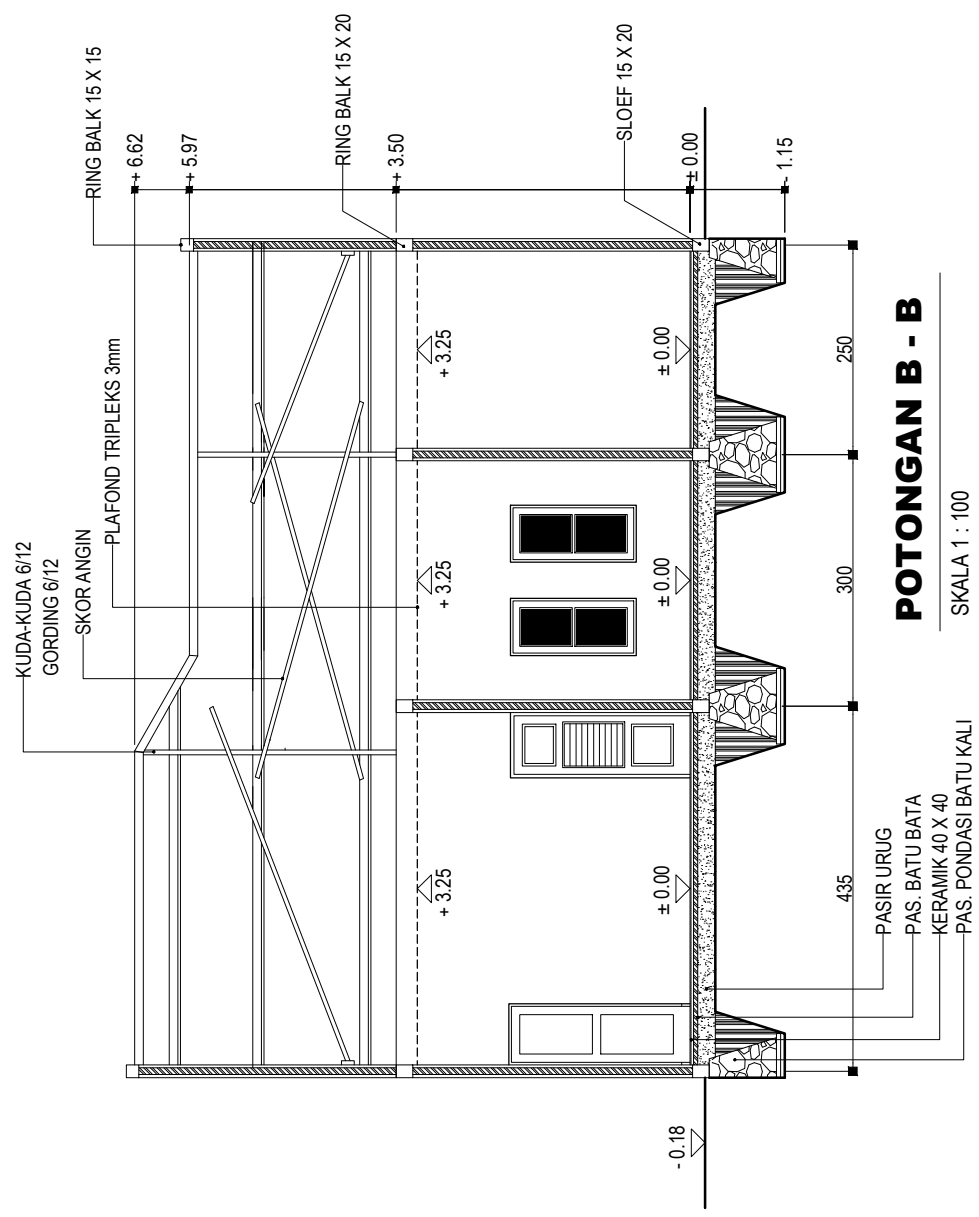 KUDA-KUDA 6/12
GORDING 6/12
SKOR ANGIN
PLAFOND TRIPLEKS 3mm
RING BALK 15 X 15
+ 6.62
+ 5.97
RING BALK 15 X 20
+ 3.50
+ 3.25
+ 3.25
+ 3.25
SLOEF 15 X 20
± 0.00
± 0.00
± 0.00
± 0.00
- 0.18
- 1.15
435
300
250
PASIR URUG
PAS. BATU BATA
KERAMIK 40 X 40
PAS. PONDASI BATU KALI
POTONGAN B - B
SKALA 1 : 100